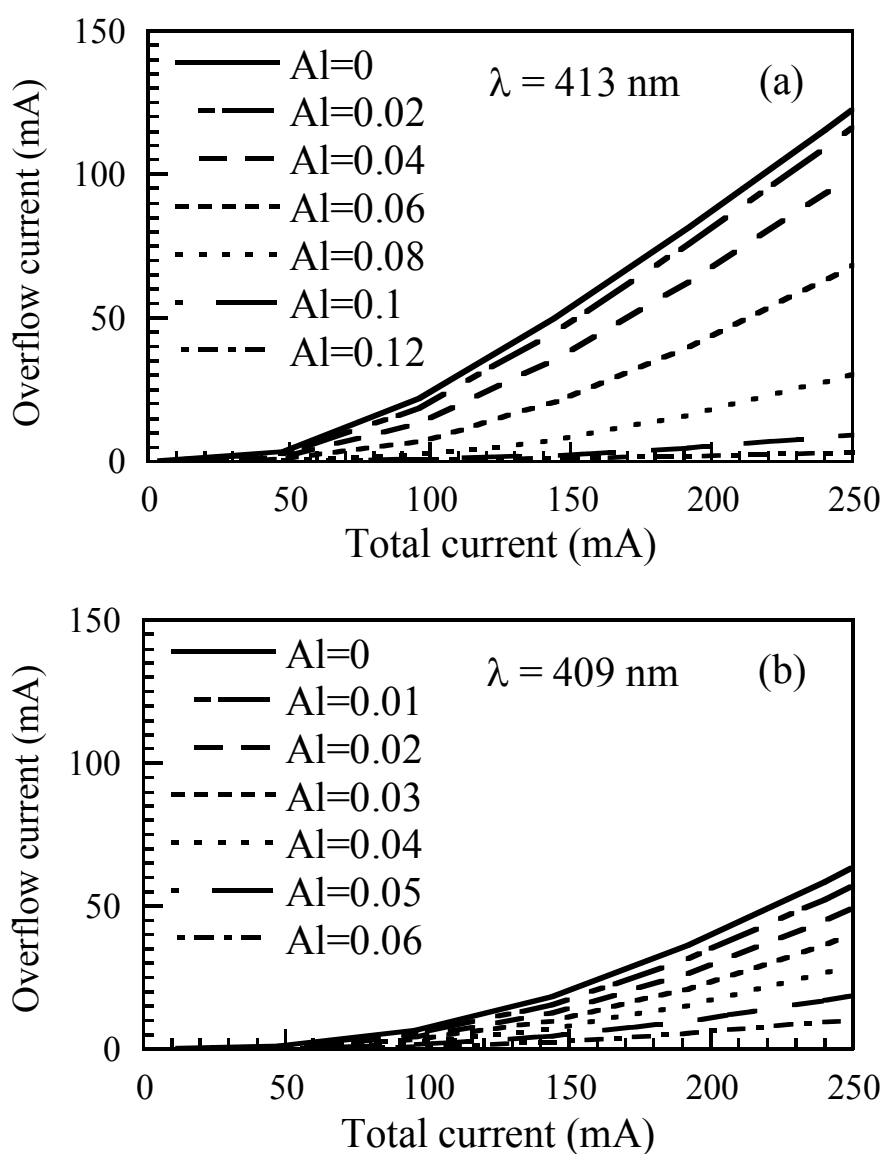 150
Al=0
λ = 413 nm
(a)
Al=0.02
Al=0.04
100
Al=0.06
Al=0.08
Al=0.1
50
Al=0.12
0
Overflow current (mA)
0 50 100 150 200 250
Total current (mA)
150
Al=0
λ = 409 nm
(b)
Al=0.01
Al=0.02
100
Al=0.03
Al=0.04
Al=0.05
50
Al=0.06
0
Overflow current (mA)
0 50 100 150 200 250
Total current (mA)